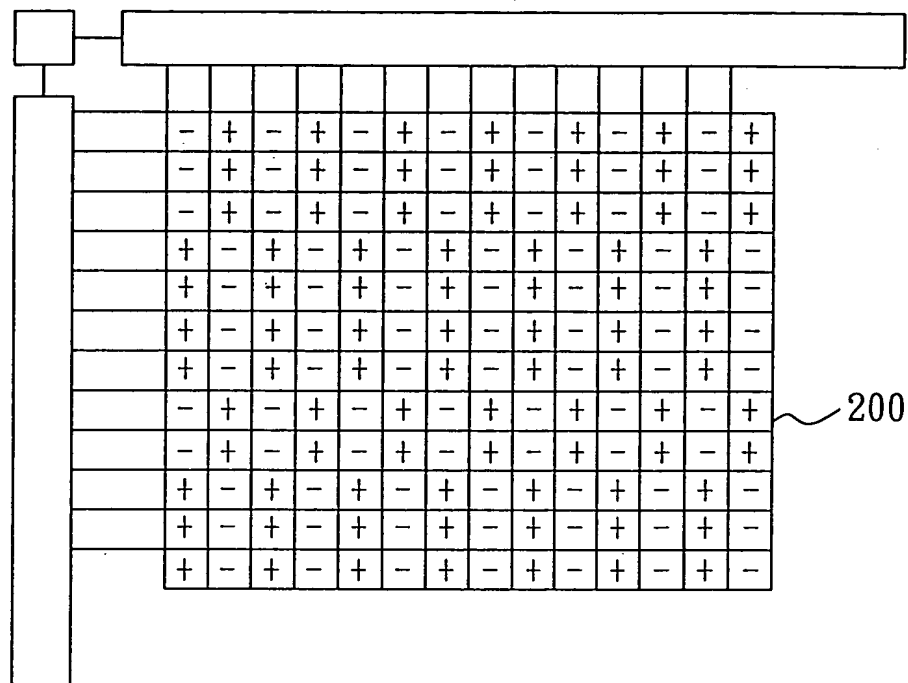 − + − + − + − + − + − + − +
− + − + − + − + − + − + − +
− + − + − + − + − + − + − +
+ − + − + − + − + − + − + −
+ − + − + − + − + − + − + −
+ − + − + − + − + − + − + −
+ − + − + − + − + − + − + −
− + − + − + − + − + − + − +
200
− + − + − + − + − + − + − +
+ − + − + − + − + − + − + −
+ − + − + − + − + − + − + −
+ − + − + − + − + − + − + −